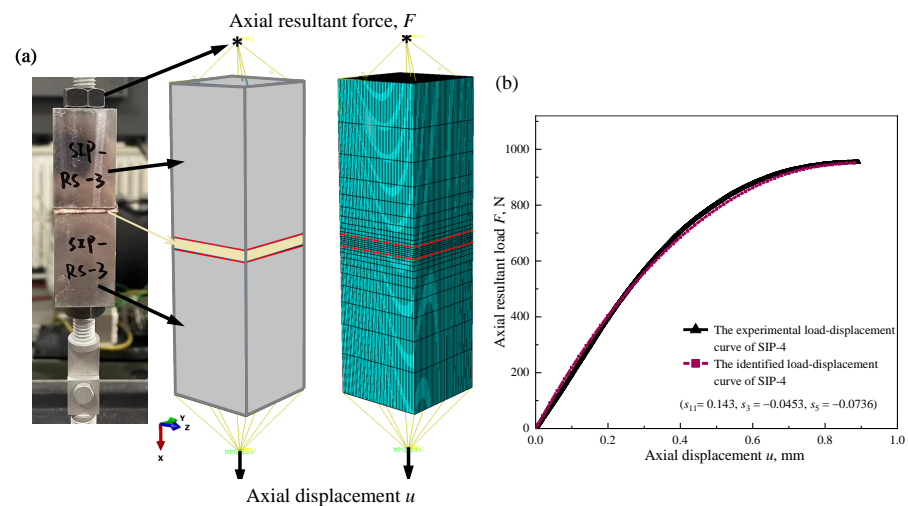 Axial resultant force, F
(a)
SIP-
RS-3
SIP-
RS-3
Y
Z
X
Axial displacement u
(b)
Axial resultant load F, N
1000
800
600
400
200
0
0.0 0.2 0.4 0.6 0.8 1.0
Axial displacement u, mm
The experimental load-displacement
curve of SIP-4
The identified load-displacement
curve of SIP-4
(s11= 0.143, s3 = −0.0453, s5 = −0.0736)